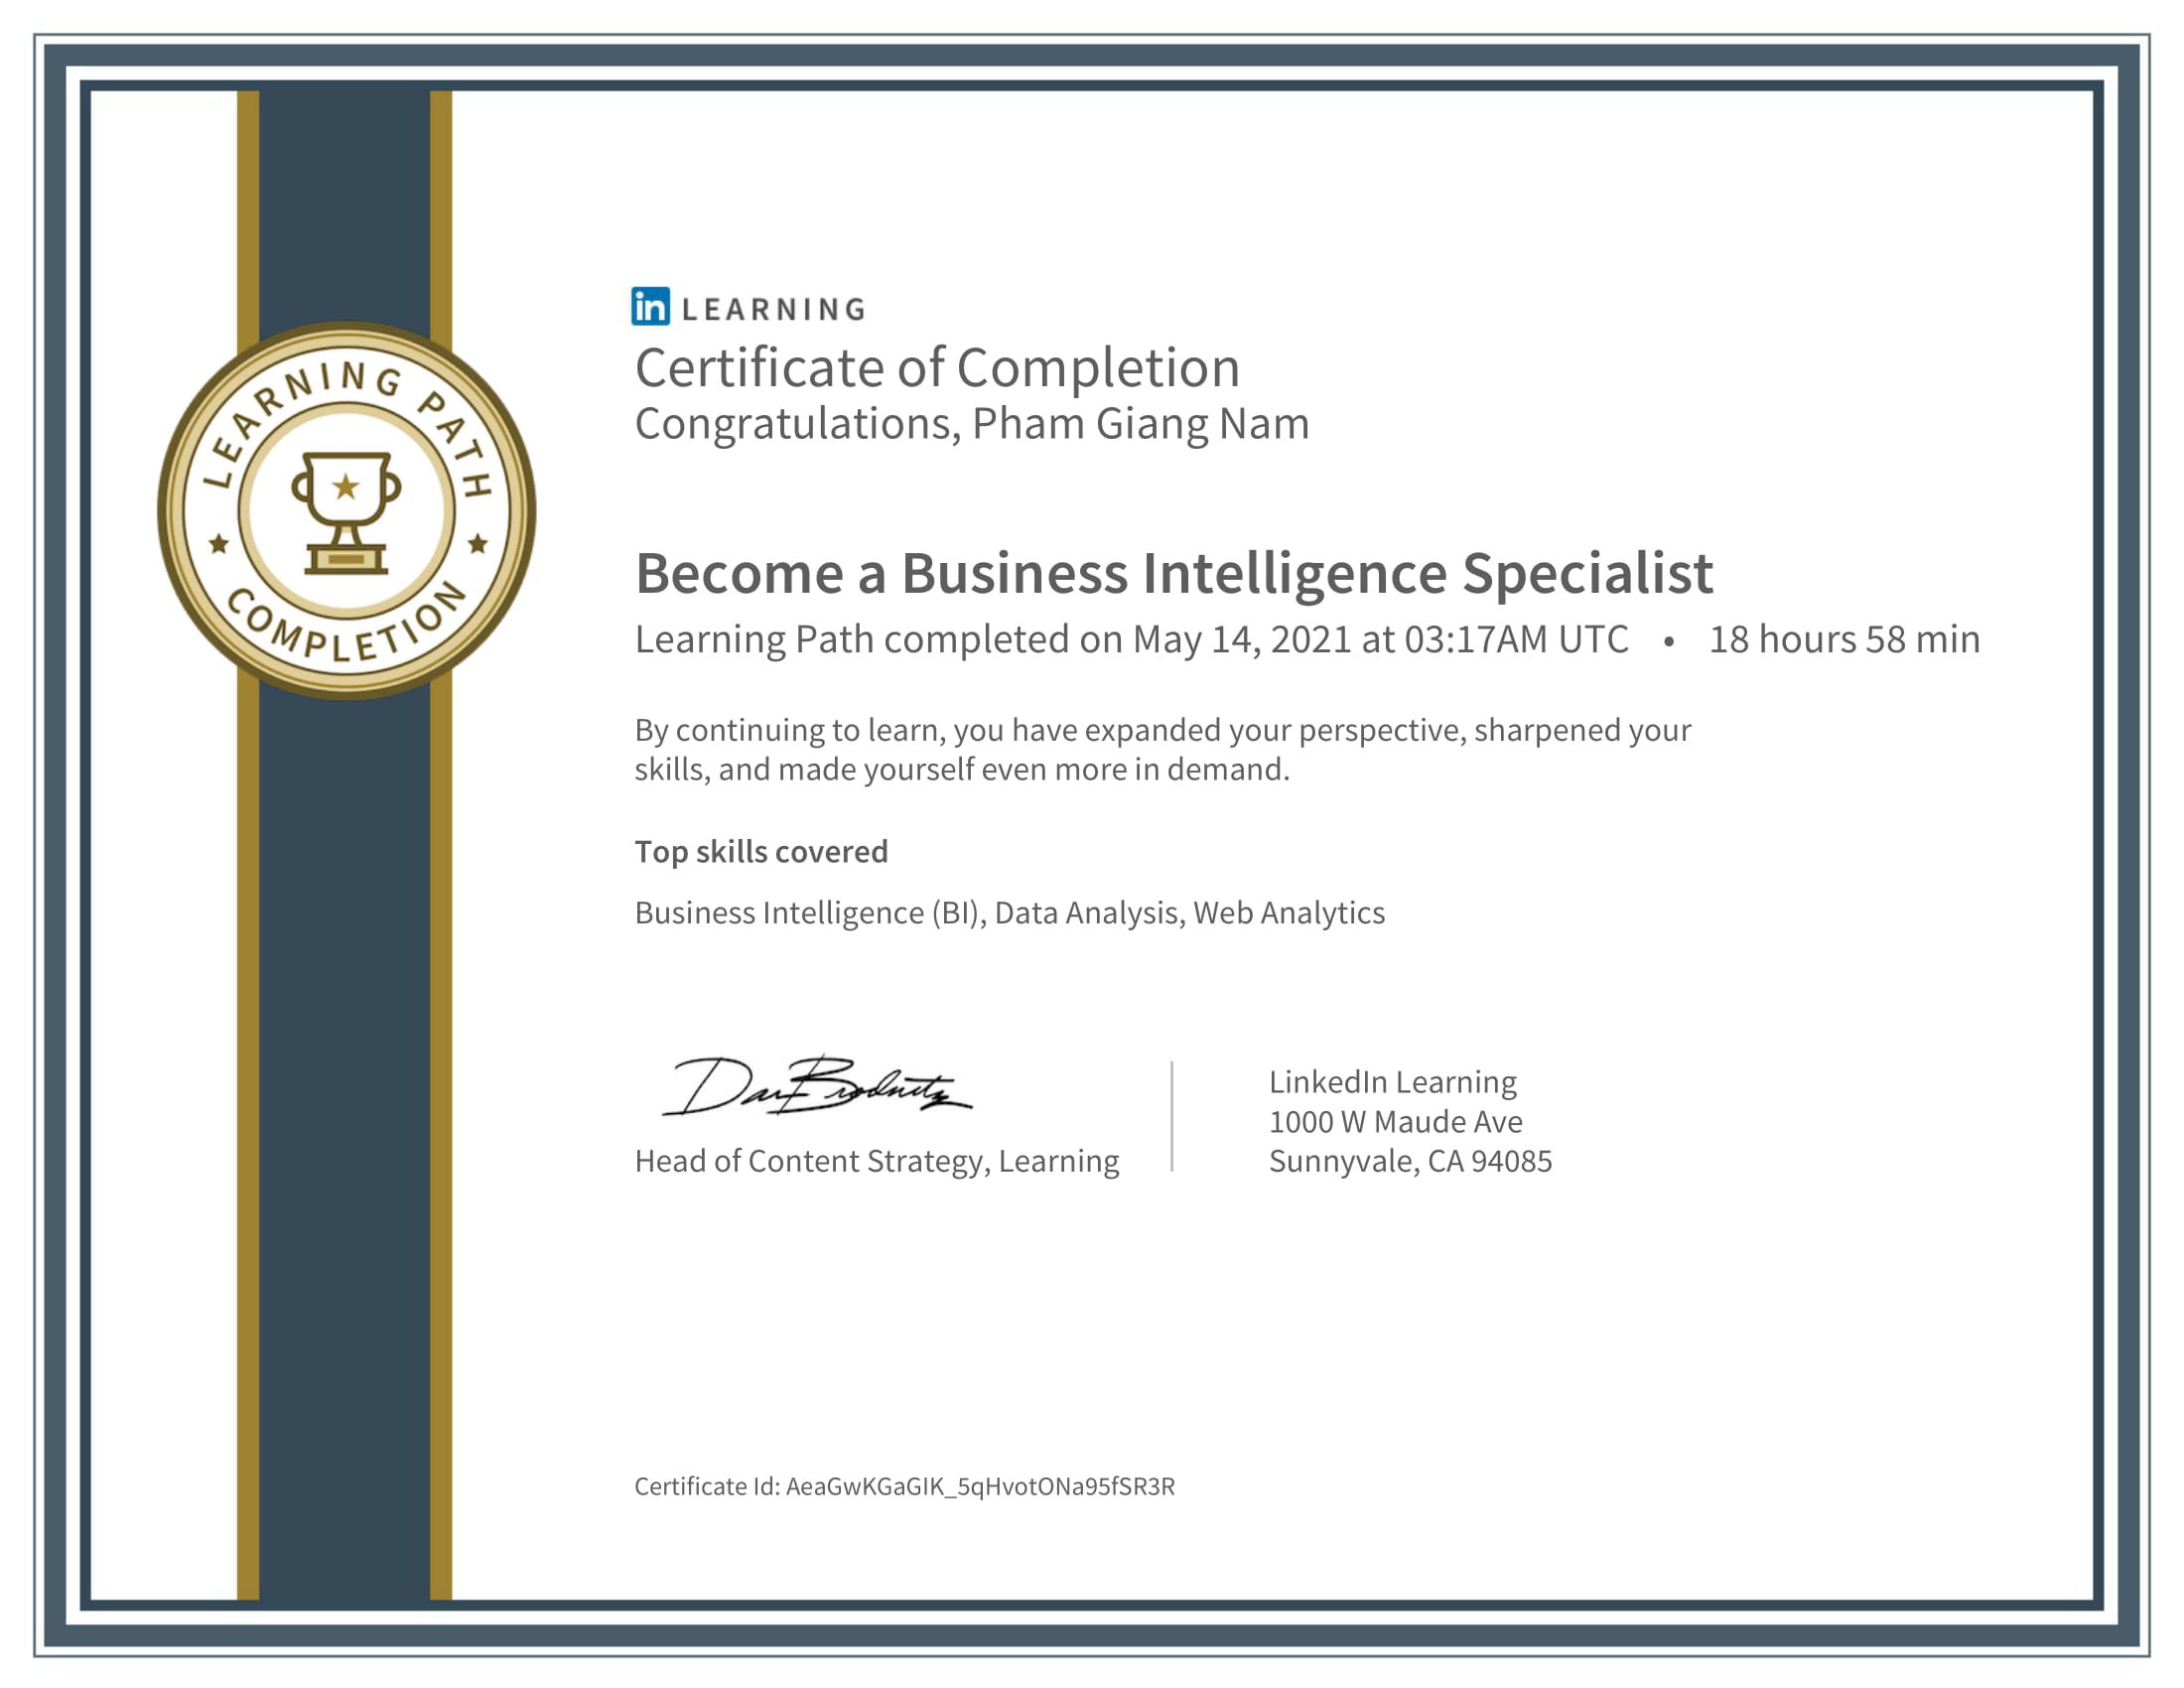 LEARNING PATH
COMPLETION
in LEARNING
Certificate of Completion
Congratulations, Pham Giang Nam
Become a Business Intelligence Specialist
Learning Path completed on May 14, 2021 at 03:17AM UTC • 18 hours 58 min
By continuing to learn, you have expanded your perspective, sharpened your
skills, and made yourself even more in demand.
Top skills covered
Business Intelligence (BI), Data Analysis, Web Analytics
Dan Brodnitz
Head of Content Strategy, Learning
LinkedIn Learning
1000 W Maude Ave
Sunnyvale, CA 94085
Certificate Id: AeaGwKGaGIK_5qHvotONa95fSR3R